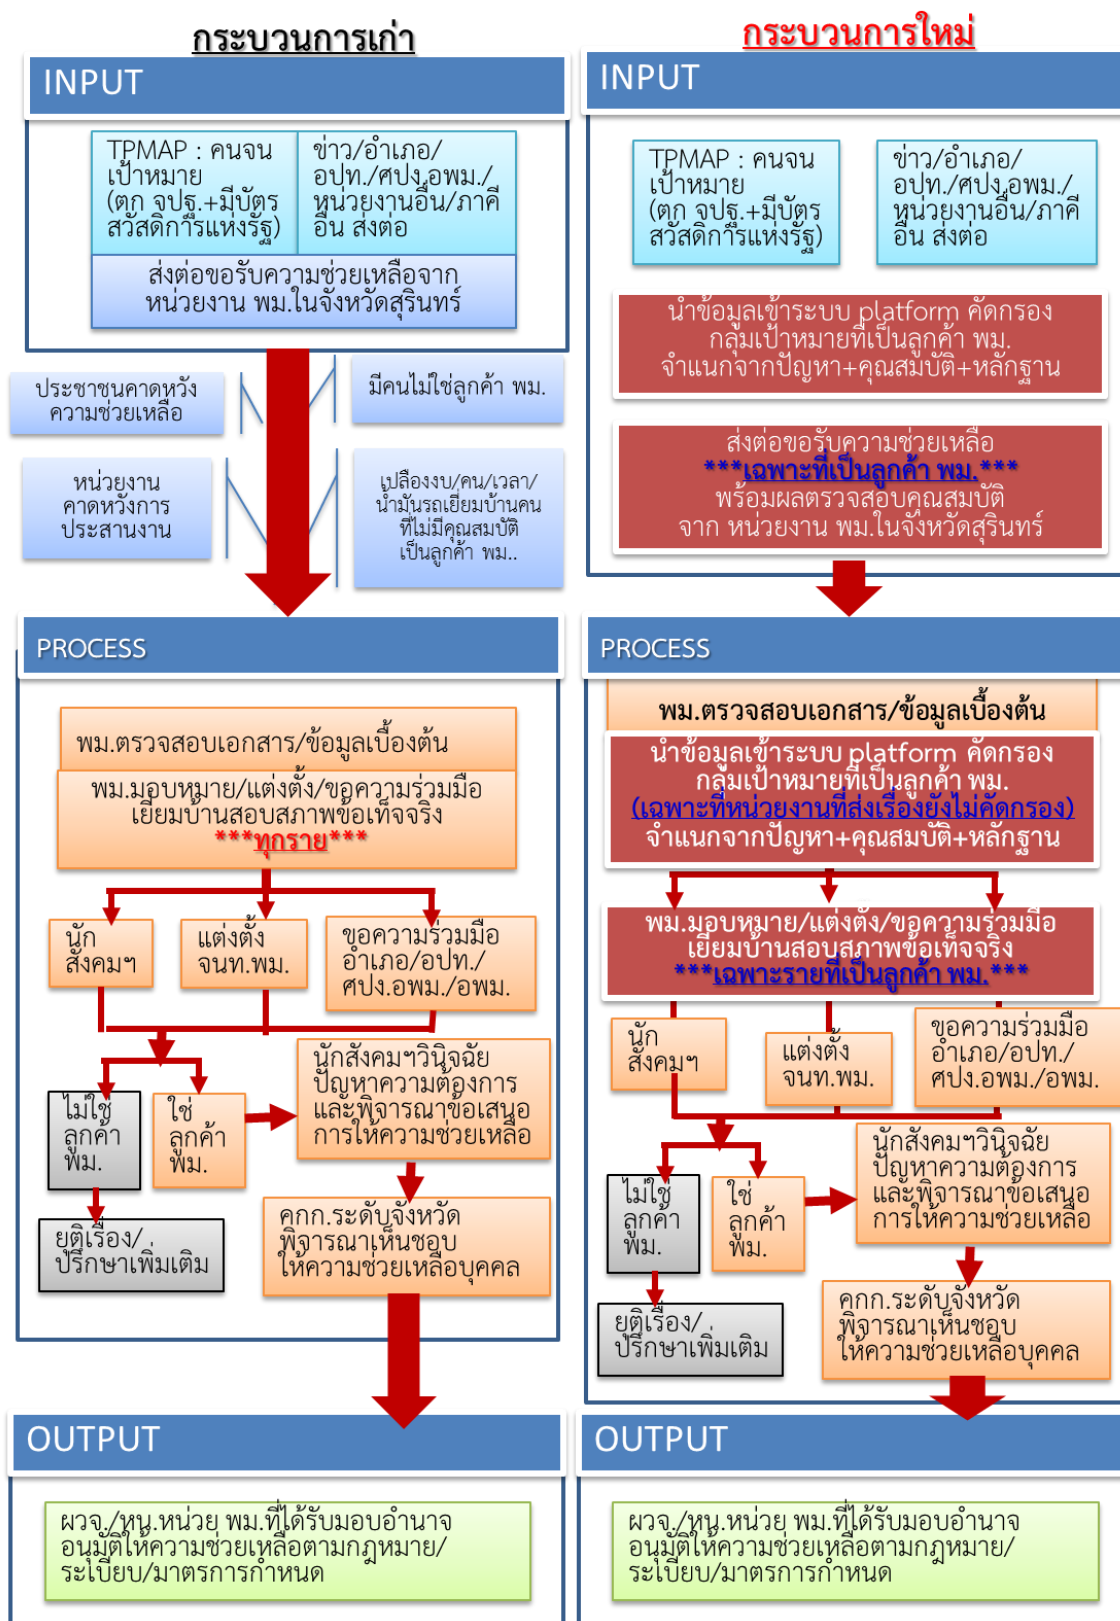 กระบวนการเก่า
INPUT
TPMAP : คนจน
เป้าหมาย
(ตก จปฐ.+มีบัตร
สวัสดิการแห่งรัฐ)
ข่าว/อำเภอ/
อปท./ศปง.อพม./
หน่วยงานอื่น/ภาคี
อื่น ส่งต่อ
ส่งต่อขอรับความช่วยเหลือจาก
หน่วยงาน พม.ในจังหวัดสุรินทร์
ประชาชนคาดหวัง
ความช่วยเหลือ
มีคนไม่ใช่ลูกค้า พม.
หน่วยงาน
คาดหวังการ
ประสานงาน
เปลืองงบ/คน/เวลา/
น้ำมันรถเยี่ยมบ้านคน
ที่ไม่มีคุณสมบัติ
เป็นลูกค้า พม..
PROCESS
พม.ตรวจสอบเอกสาร/ข้อมูลเบื้องต้น
พม.มอบหมาย/แต่งตั้ง/ขอความร่วมมือ
เยี่ยมบ้านสอบสภาพข้อเท็จจริง
***ทุกราย***
นัก
สังคมฯ
แต่งตั้ง
จนท.พม.
ขอความร่วมมือ
อำเภอ/อปท./
ศปง.อพม./อพม.
ไม่ใช่
ลูกค้า
พม.
ใช่
ลูกค้า
พม.
นักสังคมฯวินิจฉัย
ปัญหาความต้องการ
และพิจารณาข้อเสนอ
การให้ความช่วยเหลือ
ยุติเรื่อง/
ปรึกษาเพิ่มเติม
คกก.ระดับจังหวัด
พิจารณาเห็นชอบ
ให้ความช่วยเหลือบุคคล
OUTPUT
ผวจ./หน.หน่วย พม.ที่ได้รับมอบอำนาจ
อนุมัติให้ความช่วยเหลือตามกฎหมาย/
ระเบียบ/มาตรการกำหนด
กระบวนการใหม่
INPUT
TPMAP : คนจน
เป้าหมาย
(ตก จปฐ.+มีบัตร
สวัสดิการแห่งรัฐ)
ข่าว/อำเภอ/
อปท./ศปง.อพม./
หน่วยงานอื่น/ภาคี
อื่น ส่งต่อ
นำข้อมูลเข้าระบบ platform คัดกรอง
กลุ่มเป้าหมายที่เป็นลูกค้า พม.
จำแนกจากปัญหา+คุณสมบัติ+หลักฐาน
ส่งต่อขอรับความช่วยเหลือ
***เฉพาะที่เป็นลูกค้า พม.***
พร้อมผลตรวจสอบคุณสมบัติ
จาก หน่วยงาน พม.ในจังหวัดสุรินทร์
PROCESS
พม.ตรวจสอบเอกสาร/ข้อมูลเบื้องต้น
นำข้อมูลเข้าระบบ platform คัดกรอง
กลุ่มเป้าหมายที่เป็นลูกค้า พม.
(เฉพาะที่หน่วยงานที่ส่งเรื่องยังไม่คัดกรอง)
จำแนกจากปัญหา+คุณสมบัติ+หลักฐาน
พม.มอบหมาย/แต่งตั้ง/ขอความร่วมมือ
เยี่ยมบ้านสอบสภาพข้อเท็จจริง
***เฉพาะรายที่เป็นลูกค้า พม.***
นัก
สังคมฯ
แต่งตั้ง
จนท.พม.
ขอความร่วมมือ
อำเภอ/อปท./
ศปง.อพม./อพม.
ไม่ใช่
ลูกค้า
พม.
ใช่
ลูกค้า
พม.
นักสังคมฯวินิจฉัย
ปัญหาความต้องการ
และพิจารณาข้อเสนอ
การให้ความช่วยเหลือ
ยุติเรื่อง/
ปรึกษาเพิ่มเติม
คกก.ระดับจังหวัด
พิจารณาเห็นชอบ
ให้ความช่วยเหลือบุคคล
OUTPUT
ผวจ./หน.หน่วย พม.ที่ได้รับมอบอำนาจ
อนุมัติให้ความช่วยเหลือตามกฎหมาย/
ระเบียบ/มาตรการกำหนด